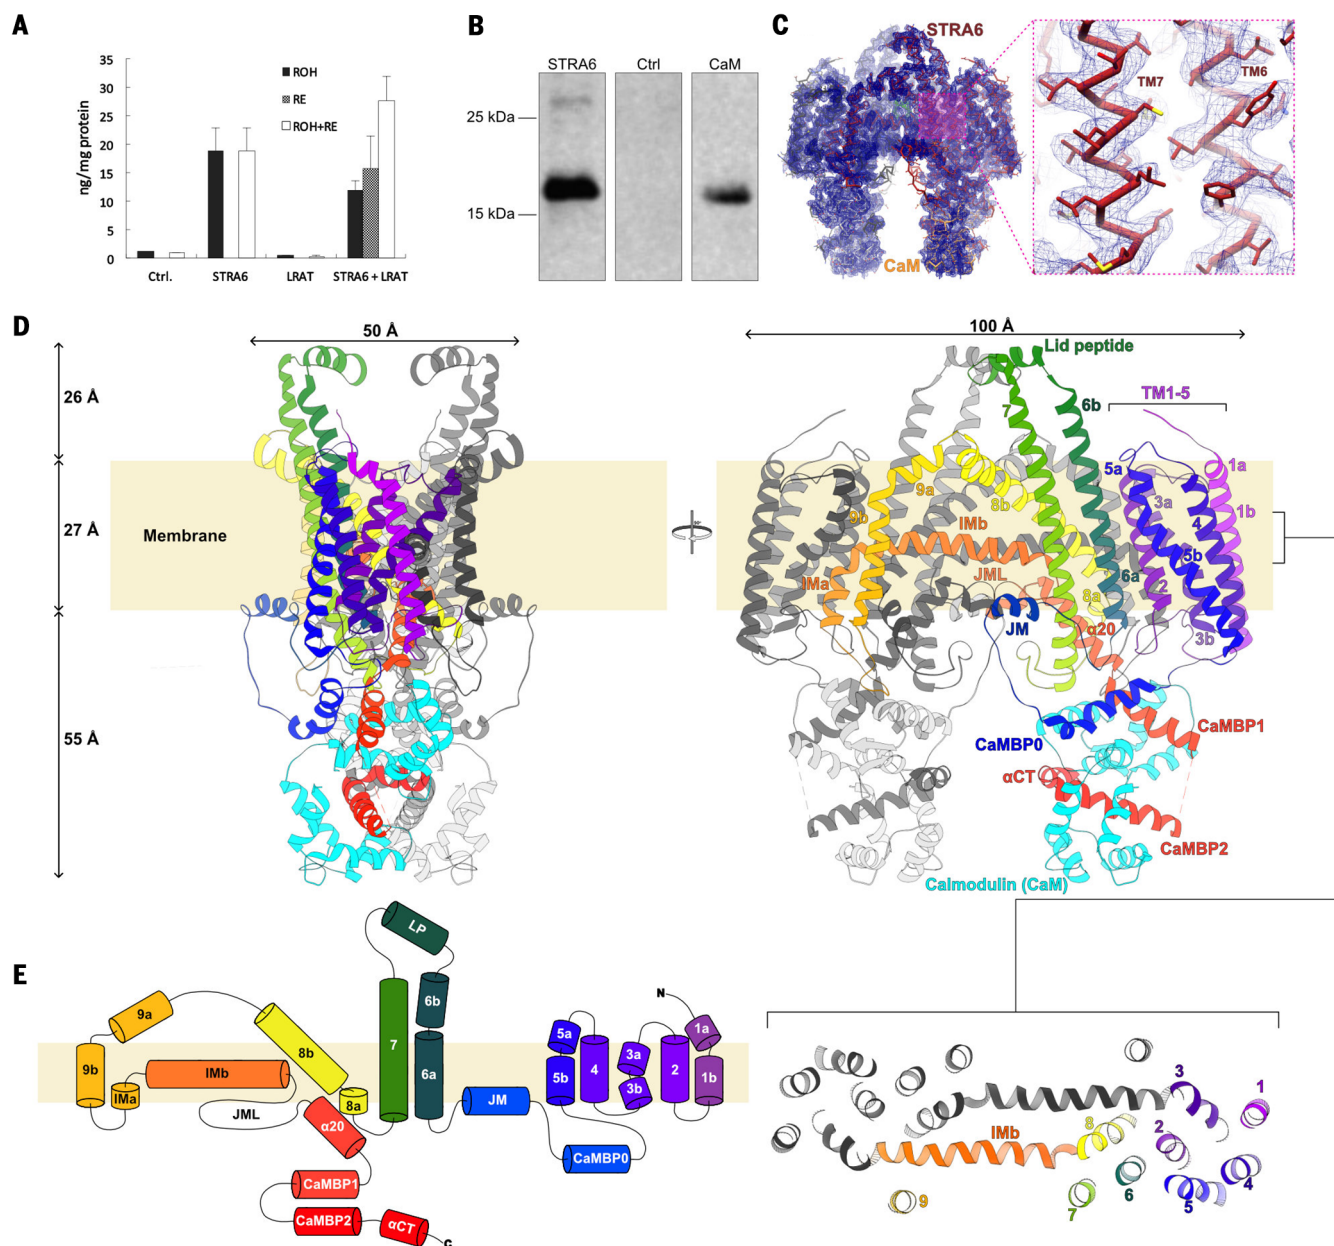 A
35
30
25
20
15
10
5
0
ng/mg protein
ROH
RE
ROH+RE
Ctrl.
STRA6
LRAT
STRA6 + LRAT
B
STRA6
Ctrl
CaM
25 kDa
15 kDa
C
STRA6
CaM
TM7
TM6
D
50 Å
26 Å
27 Å
55 Å
Membrane
100 Å
Lid peptide
7
6b
TM1-5
5a
1a
3a
1b
4
9a
8b
9b
IMb
5b
IMa
JML
6a
2
8a
JM
α20
3b
CaMBP0
CaMBP1
αCT
CaMBP2
Calmodulin (CaM)
E
LP
9a
6b
N
7
5a
1a
8b
3a
9b
IMb
6a
5b
4
2
1b
IMa
8a
3b
JML
JM
α20
CaMBP0
CaMBP1
CaMBP2
αCT
C
3
1
IMb
8
2
6
4
9
7
5